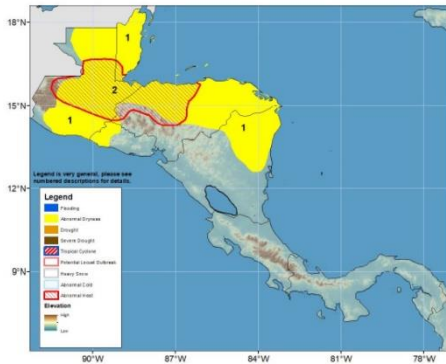 18°N
1
2
15°N
1
1
Legend is very general, please see
numbered descriptions for details.
12°N
Legend
Flooding
Abnormal Dryness
Drought
Severe Drought
Tropical Cyclone
Potential Locust Outbreak
Heavy Snow
Abnormal Cold
Abnormal Heat
Elevation
High
Low
9°N
90°W
87°W
84°W
81°W
78°W